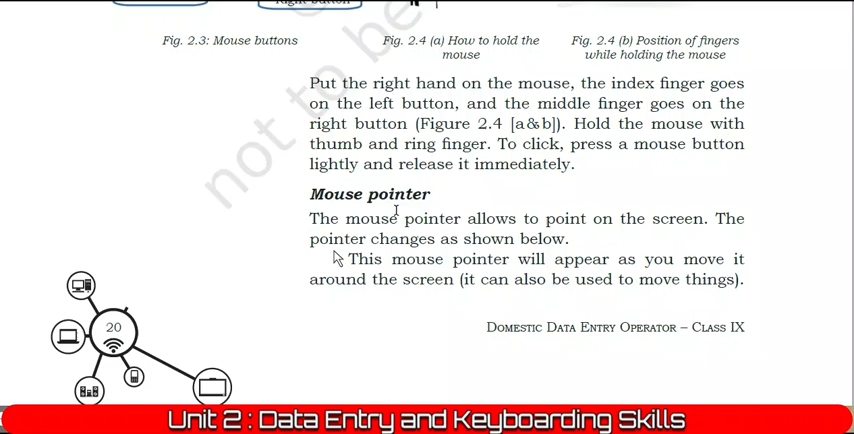 Right button
Fig. 2.3: Mouse buttons
Fig. 2.4 (a) How to hold the
mouse
Fig. 2.4 (b) Position of fingers
while holding the mouse
Put the right hand on the mouse, the index finger goes
on the left button, and the middle finger goes on the
right button (Figure 2.4 [a&b]). Hold the mouse with
thumb and ring finger. To click, press a mouse button
lightly and release it immediately.
Mouse pointer
The mouse pointer allows to point on the screen. The
pointer changes as shown below.
This mouse pointer will appear as you move it
around the screen (it can also be used to move things).
not to be
20
Domestic Data Entry Operator – Class IX
Unit 2 : Data Entry and Keyboarding Skills